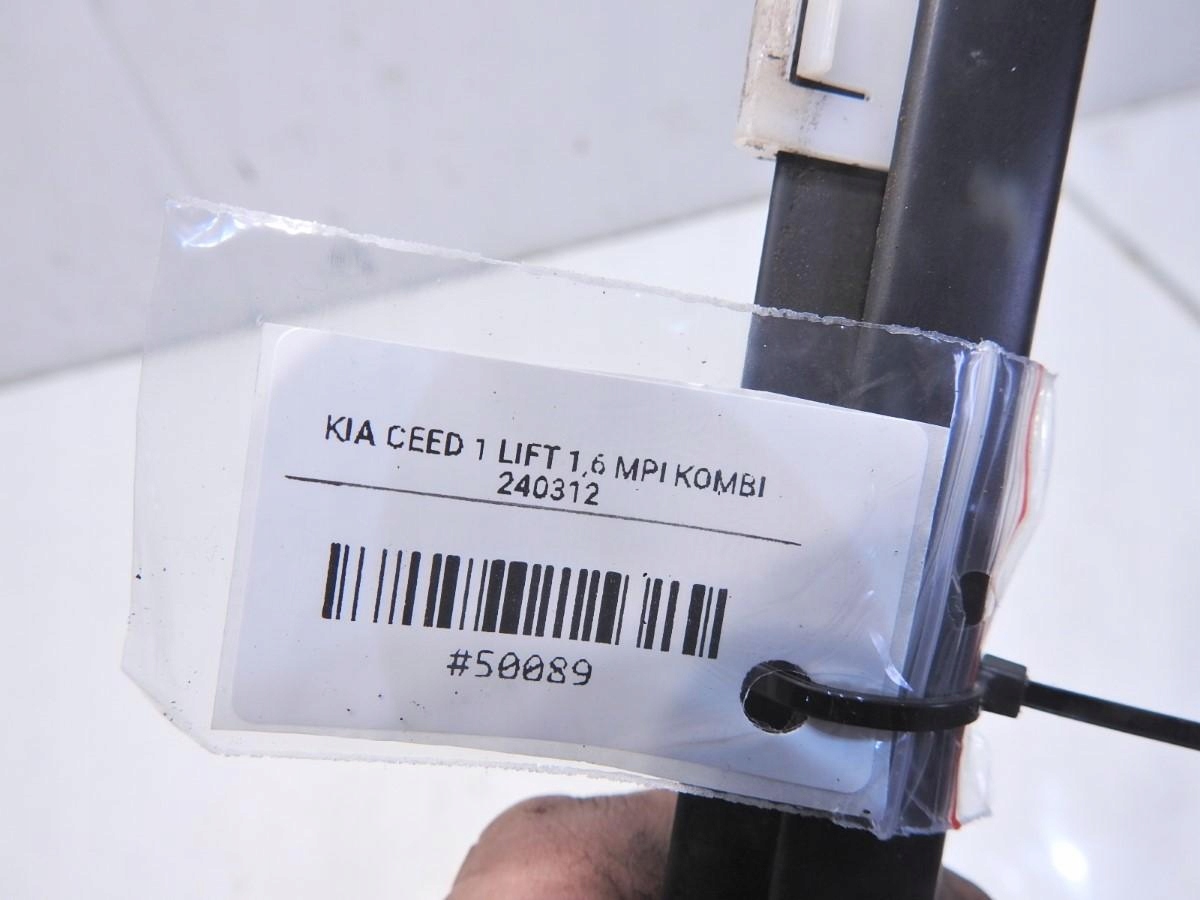 KIA CEED 1 LIFT 1,6 MPI KOMBI
240312
#50089